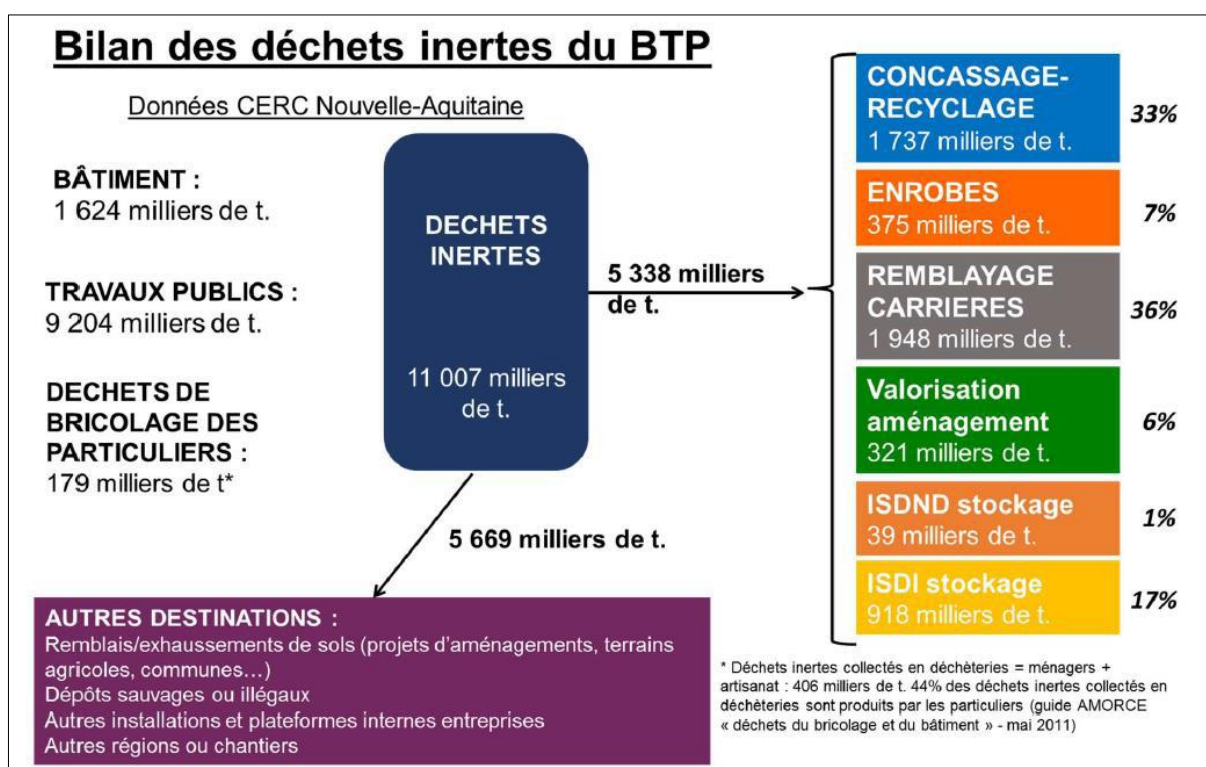 Bilan des déchets inertes du BTP
Données CERC Nouvelle-Aquitaine
BÂTIMENT :
1 624 milliers de t.
TRAVAUX PUBLICS :
9 204 milliers de t.
DECHETS DE
BRICOLAGE DES
PARTICULIERS :
179 milliers de t*
DECHETS
INERTES
11 007 milliers
de t.
5 338 milliers
de t.
5 669 milliers de t.
CONCASSAGE-
RECYCLAGE
1 737 milliers de t.
33%
ENROBES
375 milliers de t.
7%
REMBLAYAGE
CARRIERES
1 948 milliers de t.
36%
Valorisation
aménagement
321 milliers de t.
6%
ISDND stockage
39 milliers de t.
1%
ISDI stockage
918 milliers de t.
17%
AUTRES DESTINATIONS :
Remblais/exhaussements de sols (projets d'aménagements, terrains
agricoles, communes…)
Dépôts sauvages ou illégaux
Autres installations et plateformes internes entreprises
Autres régions ou chantiers
* Déchets inertes collectés en déchèteries = ménagers +
artisanat : 406 milliers de t. 44% des déchets inertes collectés en
déchèteries sont produits par les particuliers (guide AMORCE
« déchets du bricolage et du bâtiment » - mai 2011)